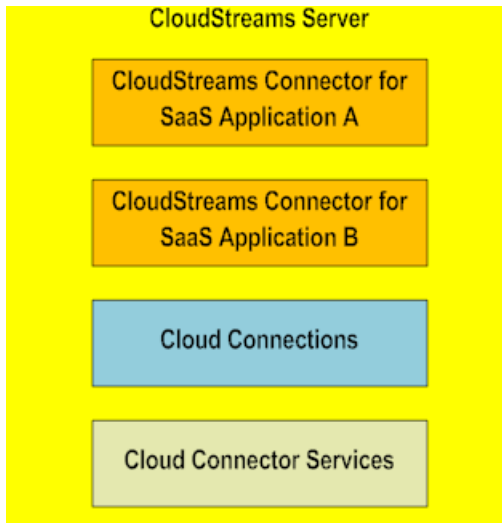 CloudStreams Server
CloudStreams Connector for
SaaS Application A
CloudStreams Connector for
SaaS Application B
Cloud Connections
Cloud Connector Services